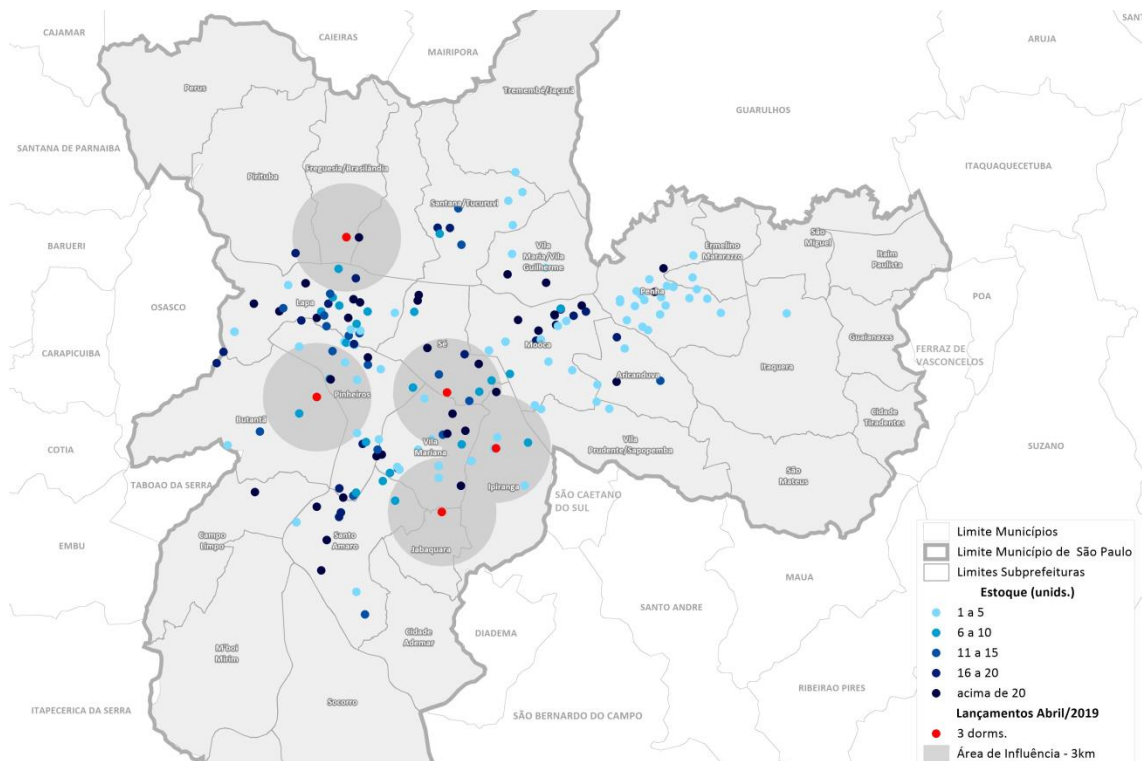 SANT
CAJAMAR
CAIEIRAS
MAIRIPORA
ARUJA
Perus
Tremembé/Jaçanã
GUARULHOS
SANTANA DE PARNAIBA
Freguesia/Brasilândia
Pirituba
ITAQUAQUECETUBA
Santana/Tucuruvi
BARUERI
Vila
Maria/Vila
Guilherme
Ermelino
Matarazzo
São
Miguel
Itaim
Paulista
Penha
POA
OSASCO
Lapa
Sé
Mooca
Guaianazes
FERRAZ DE
VASCONCELOS
CARAPICUIBA
Itaquera
Aricanduva
Pinheiros
Butantã
Cidade
Tiradentes
SUZANO
COTIA
Vila
Mariana
Vila
Prudente/Sapopemba
TABOAO DA SERRA
Ipiranga
São
Mateus
SÃO CAETANO
DO SUL
EMBU
Campo
Limpo
Santo
Amaro
Jabaquara
MAUA
SANTO ANDRE
Cidade
Ademar
DIADEMA
M'boi
Mirim
RIBEIRAO PIRES
Socorro
ITAPECERICA DA SERRA
SÃO BERNARDO DO CAMPO
Limite Municípios
Limite Município de São Paulo
Limites Subprefeituras
Estoque (unids.)
1 a 5
6 a 10
11 a 15
16 a 20
acima de 20
Lançamentos Abril/2019
3 dorms.
Área de Influência - 3km